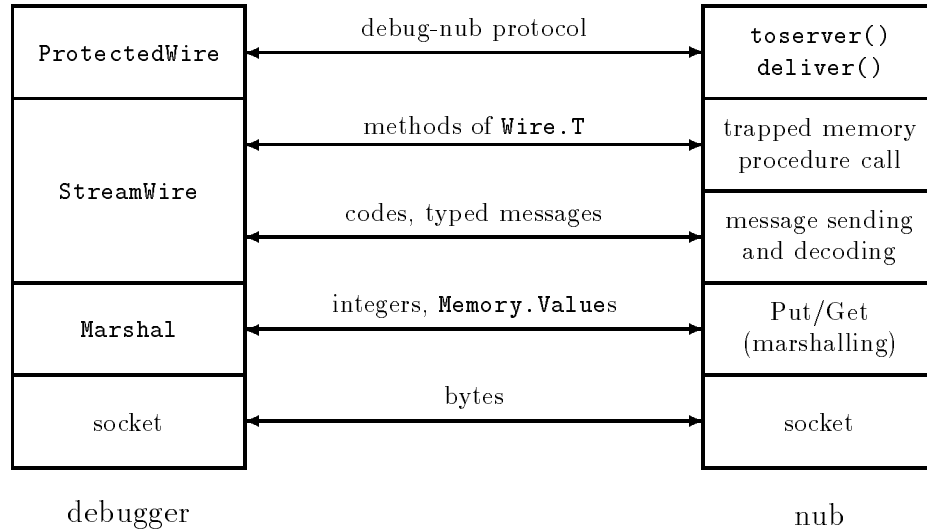 debug-nub protocol
ProtectedWire
toserver()
deliver()
methods of Wire.T
trapped memory
procedure call
StreamWire
codes, typed messages
message sending
and decoding
integers, Memory.Values
Marshal
Put/Get
(marshalling)
bytes
socket
socket
debugger
nub